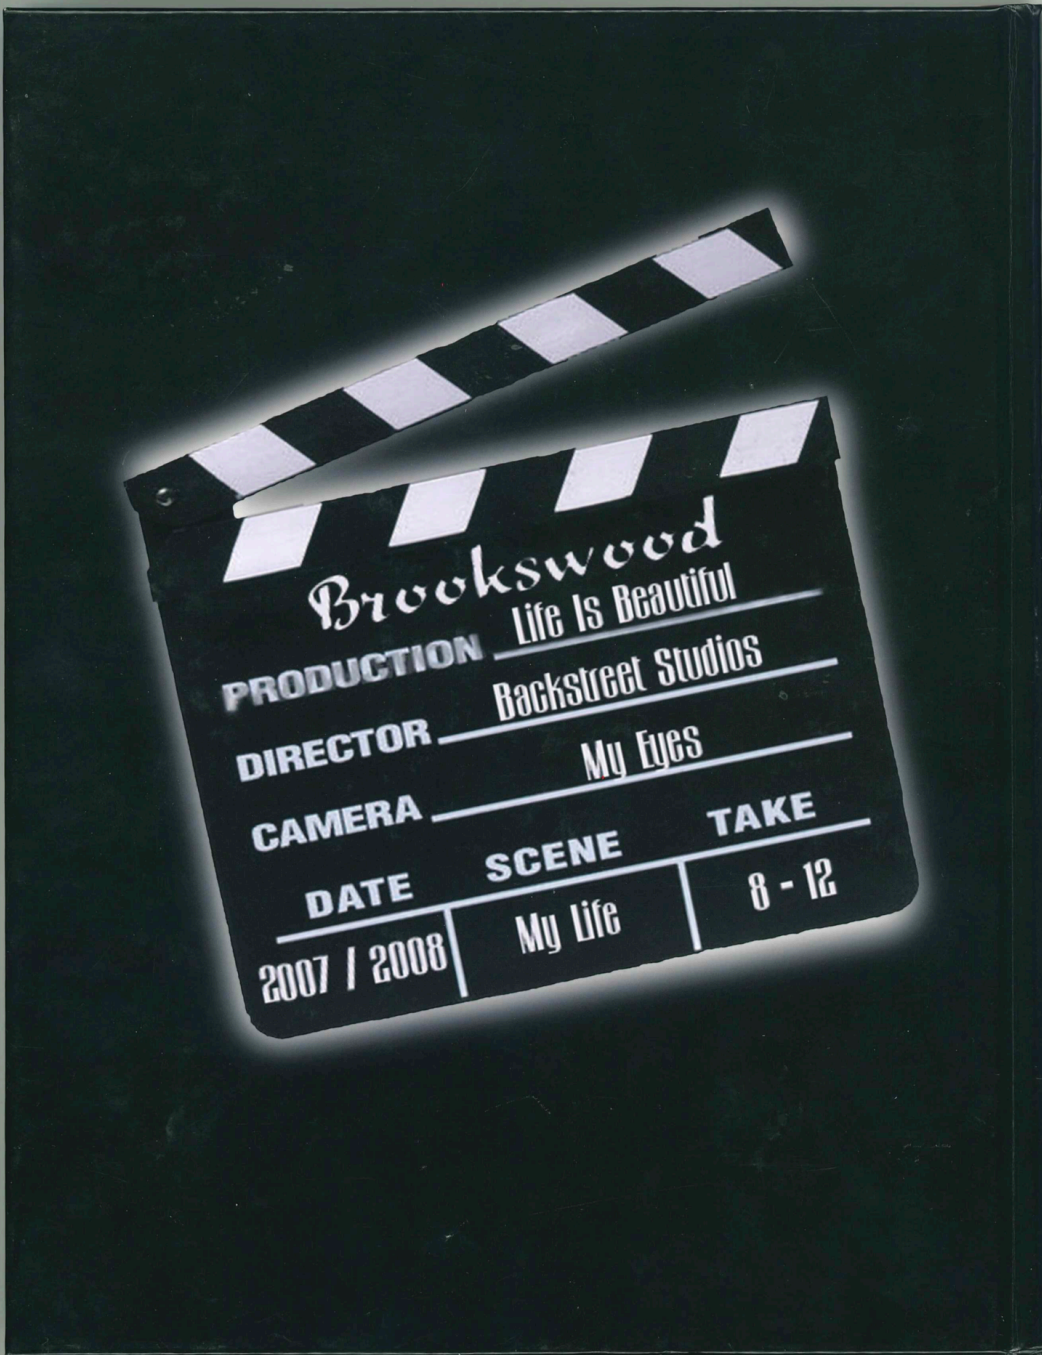 Brookswood
PRODUCTION Life Is Beautiful
DIRECTOR Backstreet Studios
CAMERA My Eyes
DATE SCENE TAKE
2007 / 2008 My Life 8 - 12